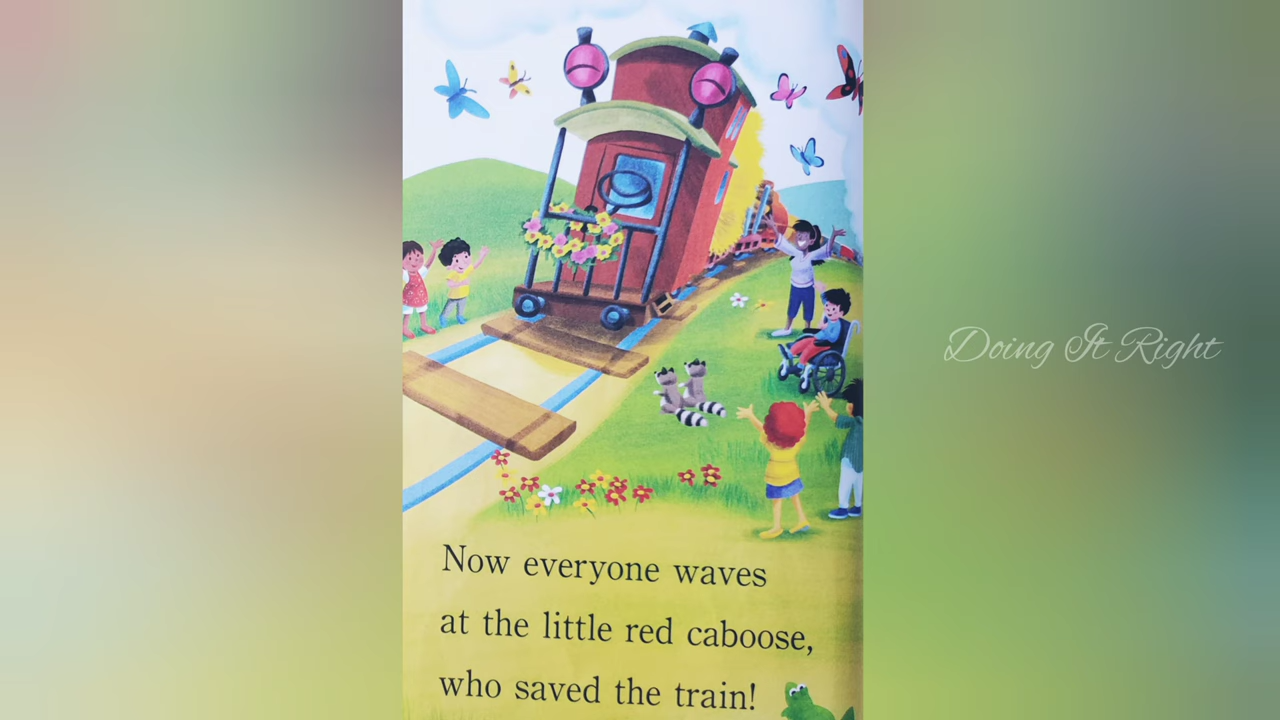 Doing It Right
Now everyone waves
at the little red caboose,
who saved the train!